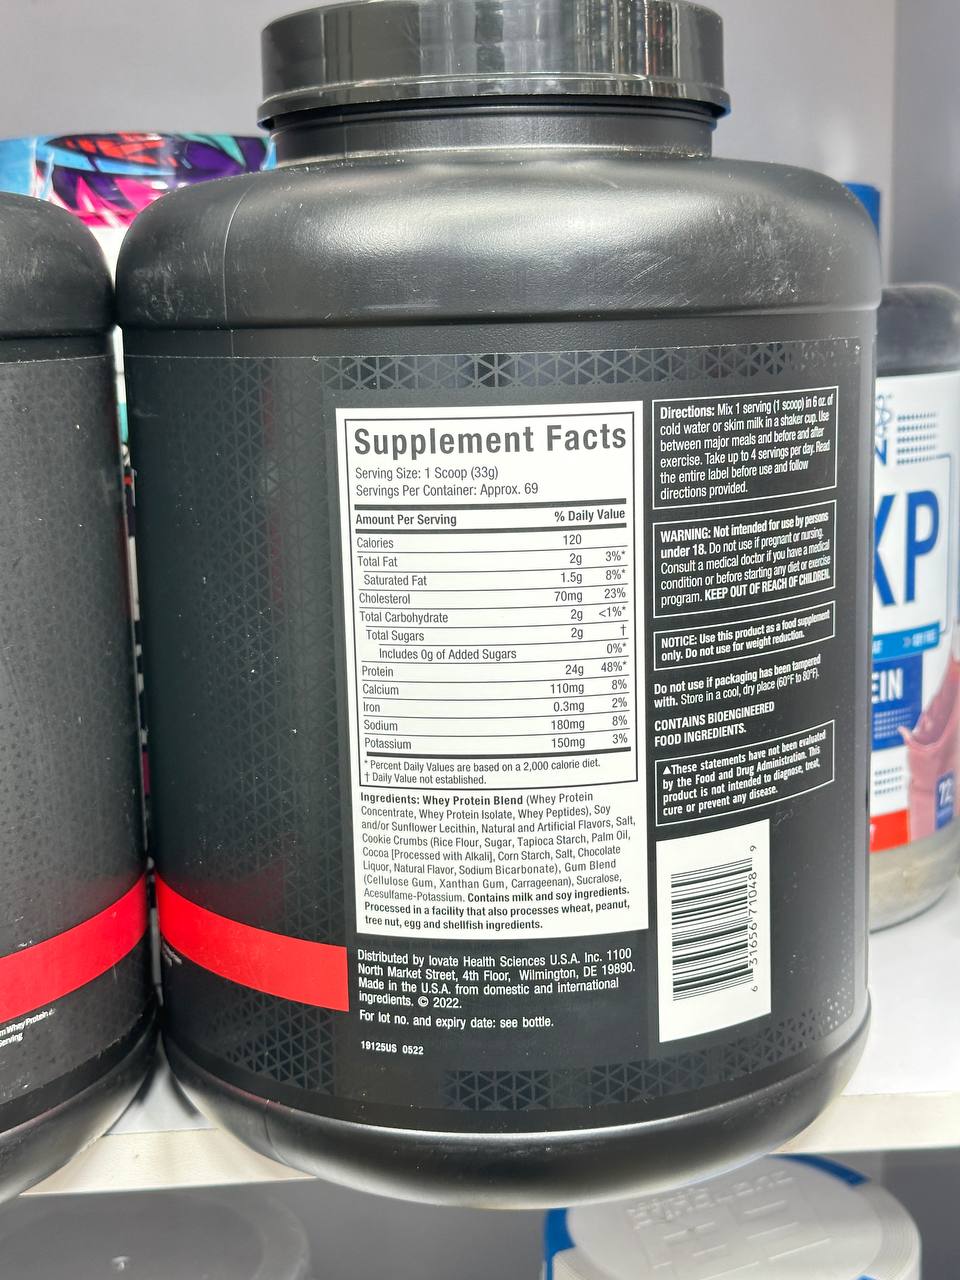 Supplement Facts
Serving Size: 1 Scoop (33g)
Servings Per Container: Approx. 69
Amount Per Serving % Daily Value
Calories 120
Total Fat 2g 3%*
Saturated Fat 1.5g 8%*
Cholesterol 70mg 23%
Total Carbohydrate 2g <1%*
Total Sugars 2g †
Includes 0g of Added Sugars 0%*
Protein 24g 48%*
Calcium 110mg 8%
Iron 0.3mg 2%
Sodium 180mg 8%
Potassium 150mg 3%
* Percent Daily Values are based on a 2,000 calorie diet.
† Daily Value not established.
Ingredients: Whey Protein Blend (Whey Protein
Concentrate, Whey Protein Isolate, Whey Peptides), Soy
and/or Sunflower Lecithin, Natural and Artificial Flavors, Salt,
Cookie Crumbs (Rice Flour, Sugar, Tapioca Starch, Palm Oil,
Cocoa [Processed with Alkali], Corn Starch, Salt, Chocolate
Liquor, Natural Flavor, Sodium Bicarbonate), Gum Blend
(Cellulose Gum, Xanthan Gum, Carrageenan), Sucralose,
Acesulfame-Potassium. Contains milk and soy ingredients.
Processed in a facility that also processes wheat, peanut,
tree nut, egg and shellfish ingredients.
Distributed by Iovate Health Sciences U.S.A. Inc. 1100
North Market Street, 4th Floor, Wilmington, DE 19890.
Made in the U.S.A. from domestic and international
ingredients. © 2022.
For lot no. and expiry date: see bottle.
19125US 0522
Directions: Mix 1 serving (1 scoop) in 6 oz. of
cold water or skim milk in a shaker cup. Use
between major meals and before and after
exercise. Take up to 4 servings per day. Read
the entire label before use and follow
directions provided.
WARNING: Not intended for use by persons
under 18. Do not use if pregnant or nursing.
Consult a medical doctor if you have a medical
condition or before starting any diet or exercise
program. KEEP OUT OF REACH OF CHILDREN.
NOTICE: Use this product as a food supplement
only. Do not use for weight reduction.
Do not use if packaging has been tampered
with. Store in a cool, dry place (60°F to 80°F).
CONTAINS BIOENGINEERED
FOOD INGREDIENTS.
▲These statements have not been evaluated
by the Food and Drug Administration. This
product is not intended to diagnose, treat,
cure or prevent any disease.
6 31656 71048 9
XP
EIN
Whey Protein